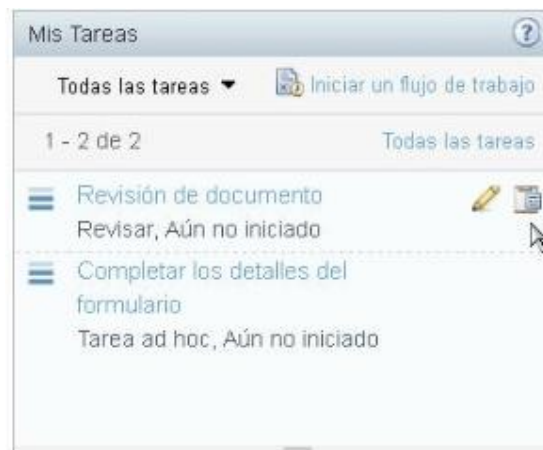 Mis Tareas ?
Todas las tareas Iniciar un flujo de trabajo
1 - 2 de 2 Todas las tareas
Revisión de documento
Revisar, Aún no iniciado
Completar los detalles del
formulario
Tarea ad hoc, Aún no iniciado